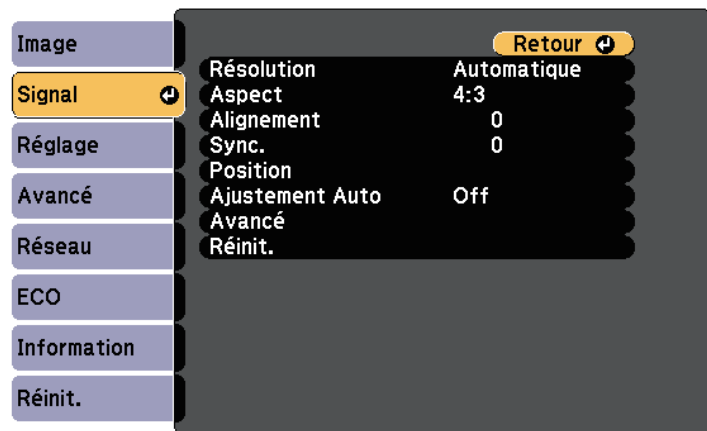 Image
Signal
Réglage
Avancé
Réseau
ECO
Information
Réinit.
Retour
Résolution Automatique
Aspect 4:3
Alignement 0
Sync. 0
Position
Ajustement Auto Off
Avancé
Réinit.